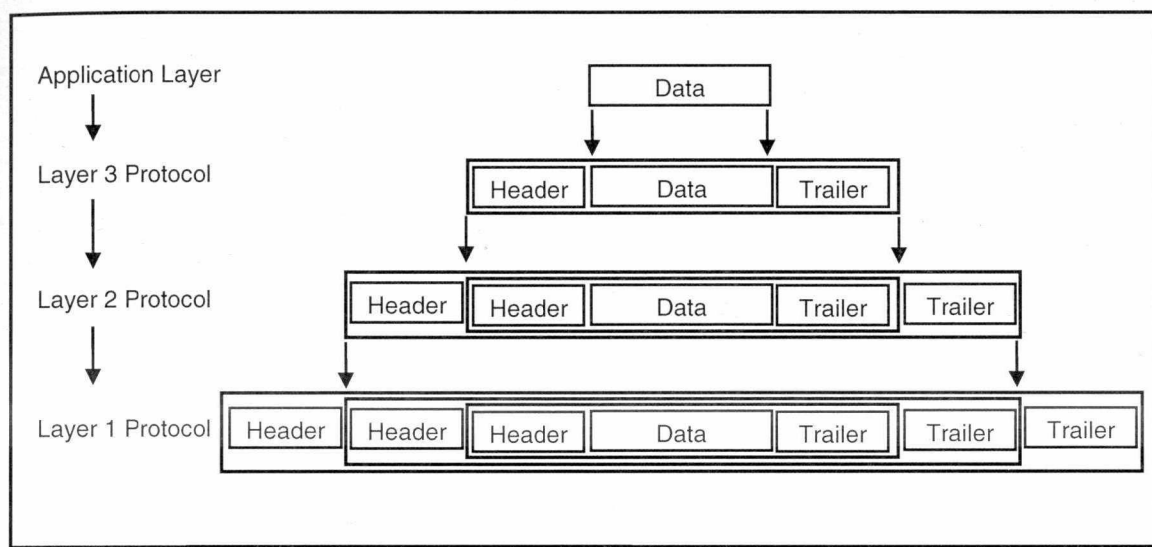 Application Layer
Data
Layer 3 Protocol
Header Data Trailer
Layer 2 Protocol
Header Header Data Trailer Trailer
Layer 1 Protocol
Header Header Header Data Trailer Trailer Trailer